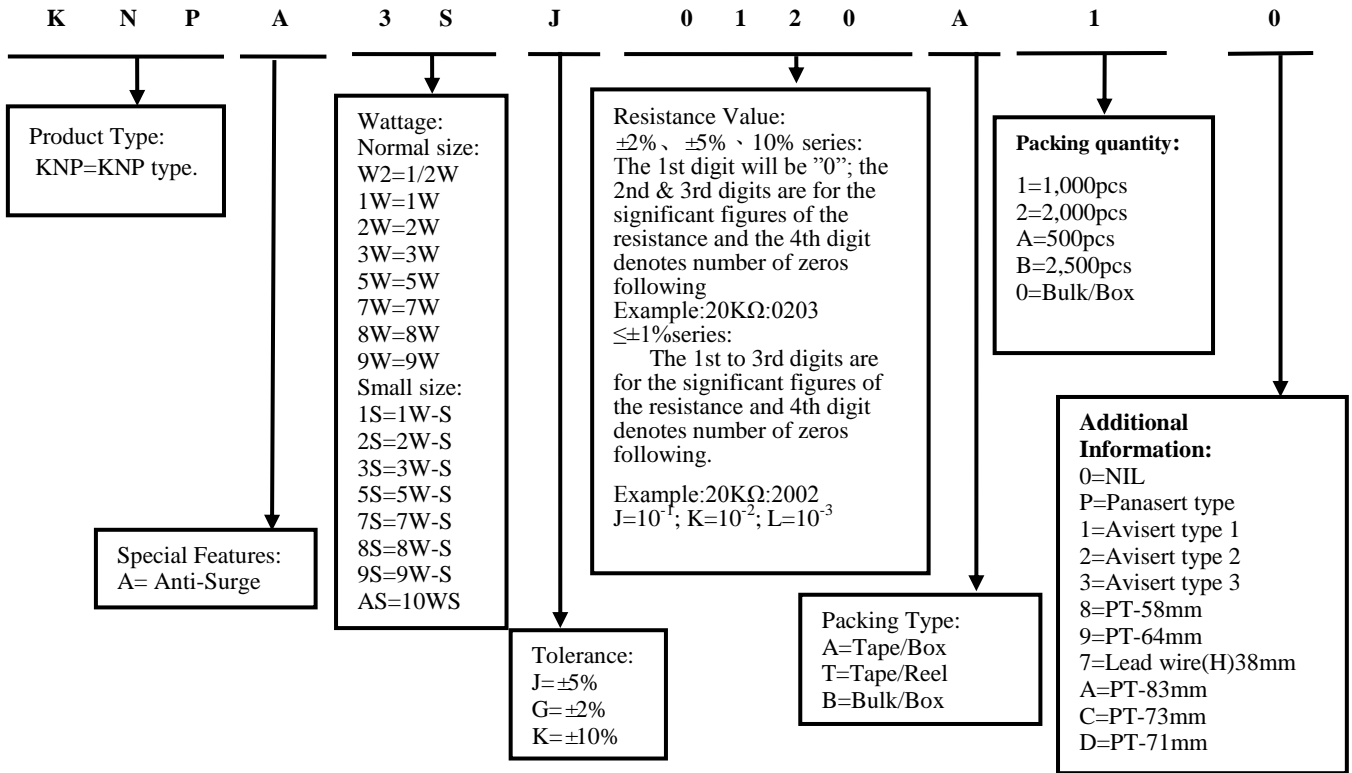 K N P A 3 S J 0 1 2 0 A 1 0
Product Type:
KNP=KNP type.
Special Features:
A= Anti-Surge
Wattage:
Normal size:
W2=1/2W
1W=1W
2W=2W
3W=3W
5W=5W
7W=7W
8W=8W
9W=9W
Small size:
1S=1W-S
2S=2W-S
3S=3W-S
5S=5W-S
7S=7W-S
8S=8W-S
9S=9W-S
AS=10WS
Tolerance:
J=±5%
G=±2%
K=±10%
Resistance Value:
±2%、 ±5%、10% series:
The 1st digit will be ”0”; the
2nd & 3rd digits are for the
significant figures of the
resistance and the 4th digit
denotes number of zeros
following
Example:20KΩ:0203
≤±1%series:
The 1st to 3rd digits are
for the significant figures of
the resistance and 4th digit
denotes number of zeros
following.
Example:20KΩ:2002
J=10⁻¹; K=10⁻²; L=10⁻³
Packing Type:
A=Tape/Box
T=Tape/Reel
B=Bulk/Box
Packing quantity:
1=1,000pcs
2=2,000pcs
A=500pcs
B=2,500pcs
0=Bulk/Box
Additional
Information:
0=NIL
P=Panasert type
1=Avisert type 1
2=Avisert type 2
3=Avisert type 3
8=PT-58mm
9=PT-64mm
7=Lead wire(H)38mm
A=PT-83mm
C=PT-73mm
D=PT-71mm